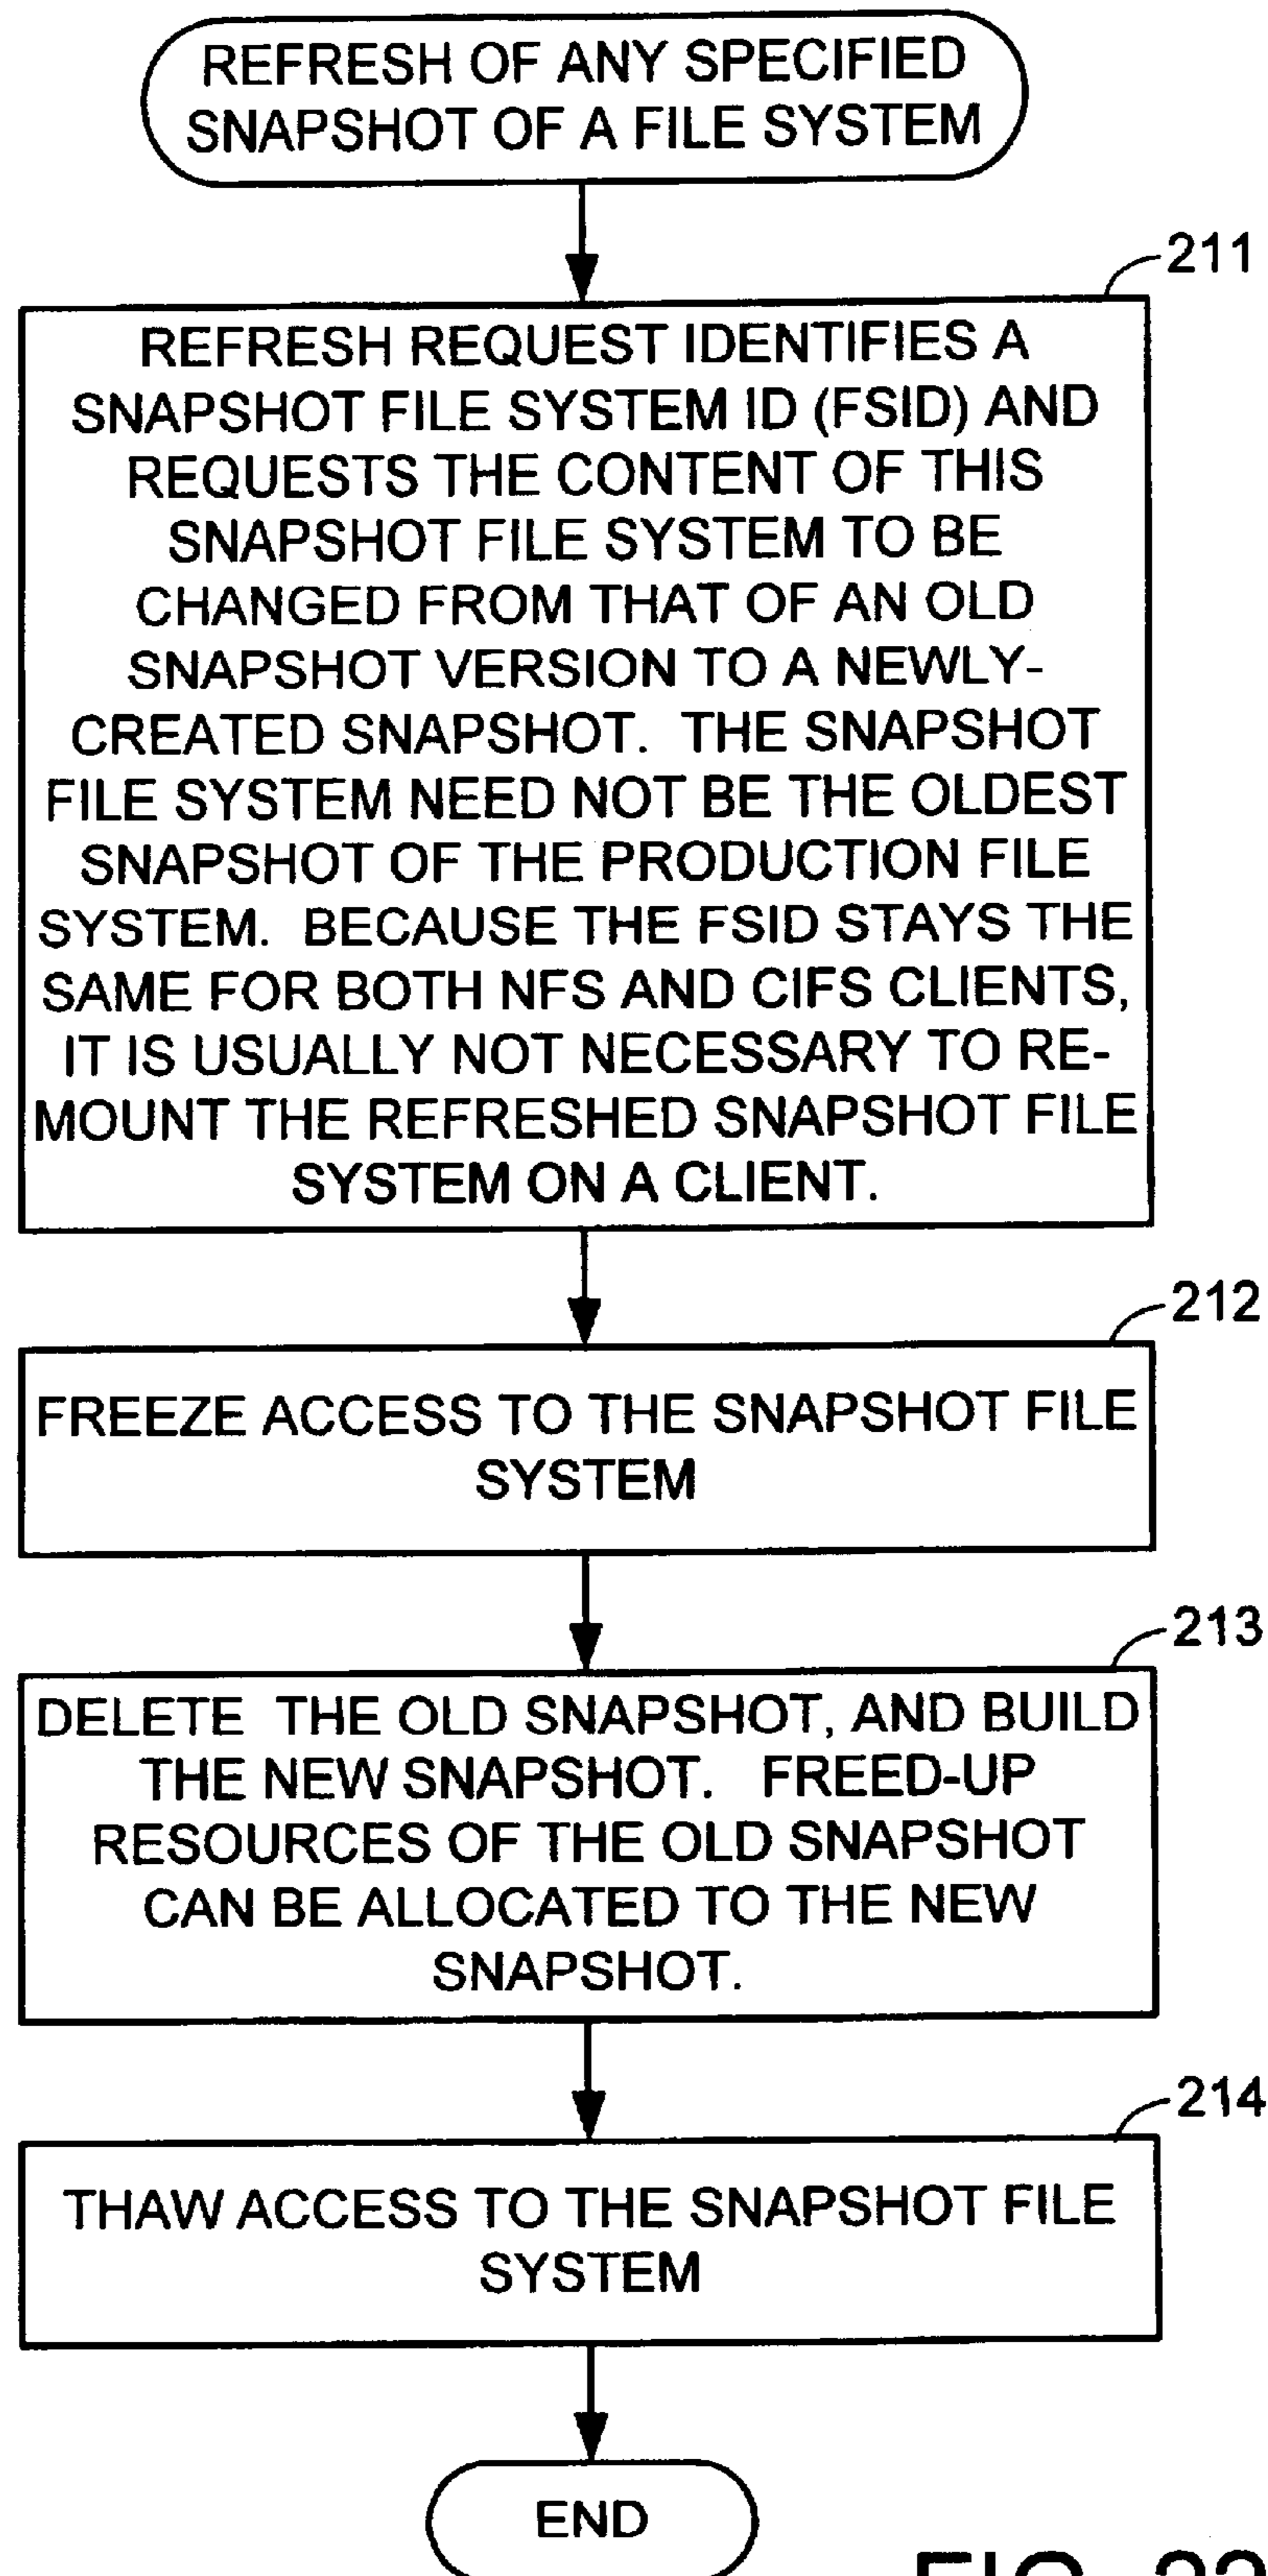 REFRESH OF ANY SPECIFIED
SNAPSHOT OF A FILE SYSTEM
211
REFRESH REQUEST IDENTIFIES A
SNAPSHOT FILE SYSTEM ID (FSID) AND
REQUESTS THE CONTENT OF THIS
SNAPSHOT FILE SYSTEM TO BE
CHANGED FROM THAT OF AN OLD
SNAPSHOT VERSION TO A NEWLY-
CREATED SNAPSHOT. THE SNAPSHOT
FILE SYSTEM NEED NOT BE THE OLDEST
SNAPSHOT OF THE PRODUCTION FILE
SYSTEM. BECAUSE THE FSID STAYS THE
SAME FOR BOTH NFS AND CIFS CLIENTS,
IT IS USUALLY NOT NECESSARY TO RE-
MOUNT THE REFRESHED SNAPSHOT FILE
SYSTEM ON A CLIENT.
212
FREEZE ACCESS TO THE SNAPSHOT FILE
SYSTEM
213
DELETE THE OLD SNAPSHOT, AND BUILD
THE NEW SNAPSHOT. FREED-UP
RESOURCES OF THE OLD SNAPSHOT
CAN BE ALLOCATED TO THE NEW
SNAPSHOT.
214
THAW ACCESS TO THE SNAPSHOT FILE
SYSTEM
END
FIG.